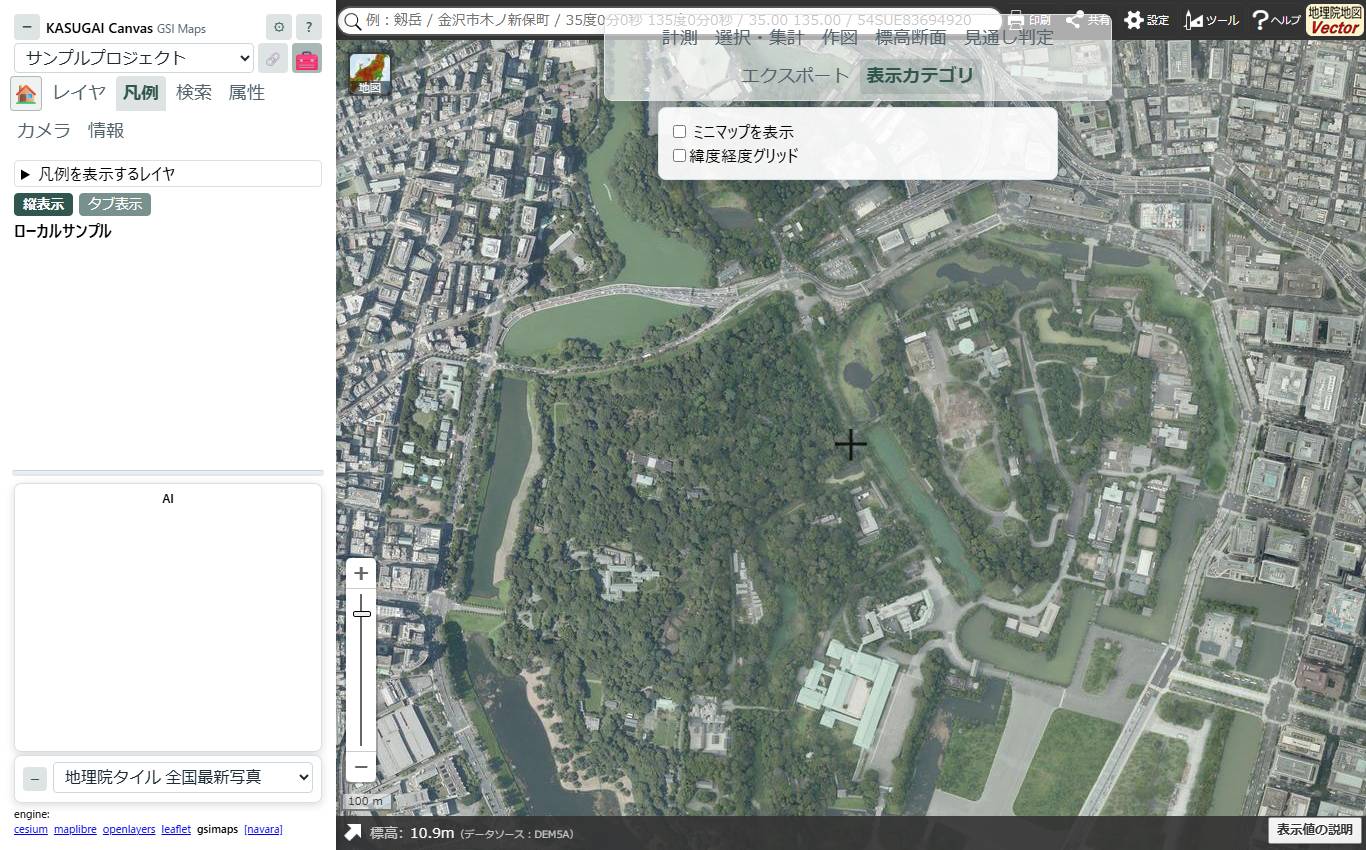 − KASUGAI Canvas GSI Maps ⚙ ?
サンプルプロジェクト
レイヤ 凡例 検索 属性
カメラ 情報
▶ 凡例を表示するレイヤ
縦表示 タブ表示
ローカルサンプル
AI
− 地理院タイル 全国最新写真
engine:
cesium maplibre openlayers leaflet gsimaps [navara]
例：剱岳 / 金沢市木ノ新保町 / 35度0分0秒 135度0分0秒 / 35.00 135.00 / 54SUE83694920
印刷 共有 設定 ツール ヘルプ
地理院地図
Vector
計測 選択・集計 作図 標高断面 見通し判定
エクスポート 表示カテゴリ
ミニマップを表示
緯度経度グリッド
地図
+
−
100 m
標高: 10.9m (データソース：DEM5A)
表示値の説明